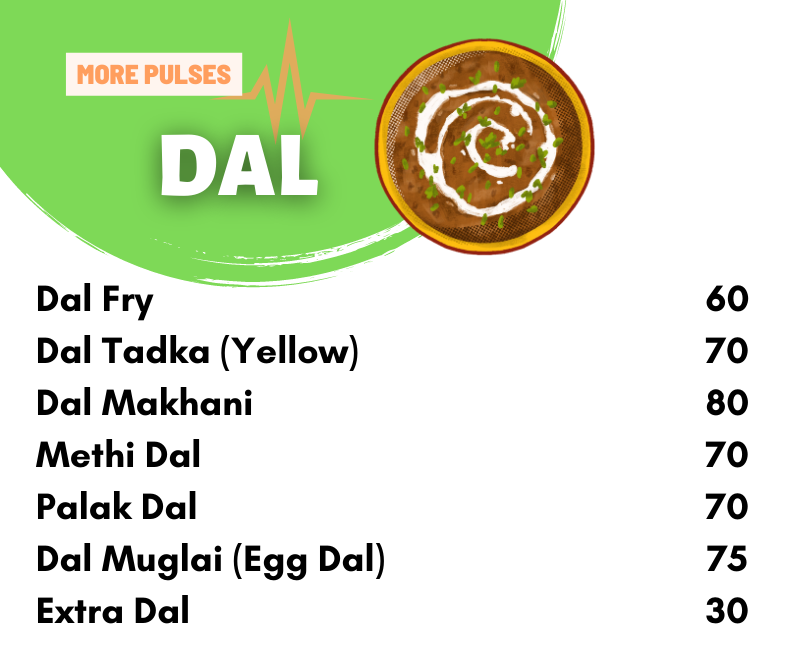 MORE PULSES
DAL
Dal Fry 60
Dal Tadka (Yellow) 70
Dal Makhani 80
Methi Dal 70
Palak Dal 70
Dal Muglai (Egg Dal) 75
Extra Dal 30